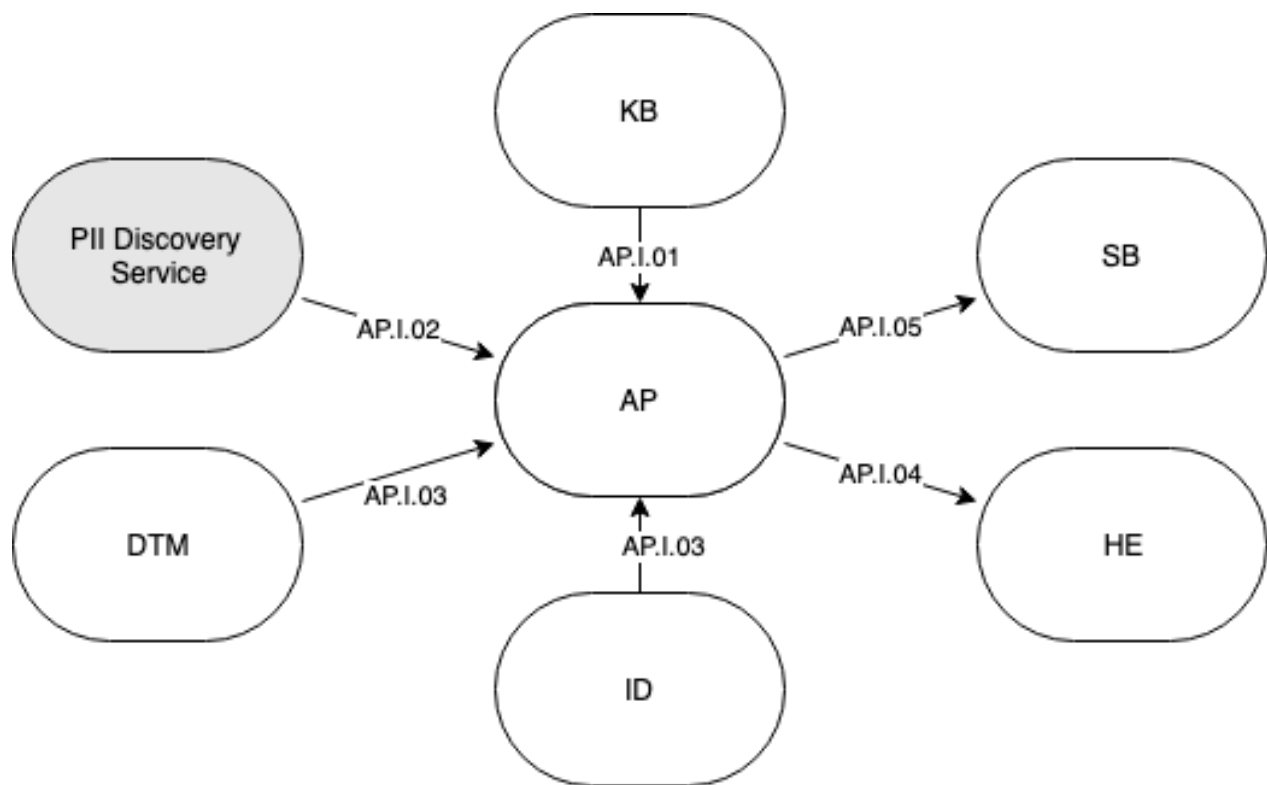 KB
PII Discovery
Service
AP.I.01
SB
AP.I.02
AP.I.05
AP
AP.I.03
AP.I.04
DTM
AP.I.03
HE
ID